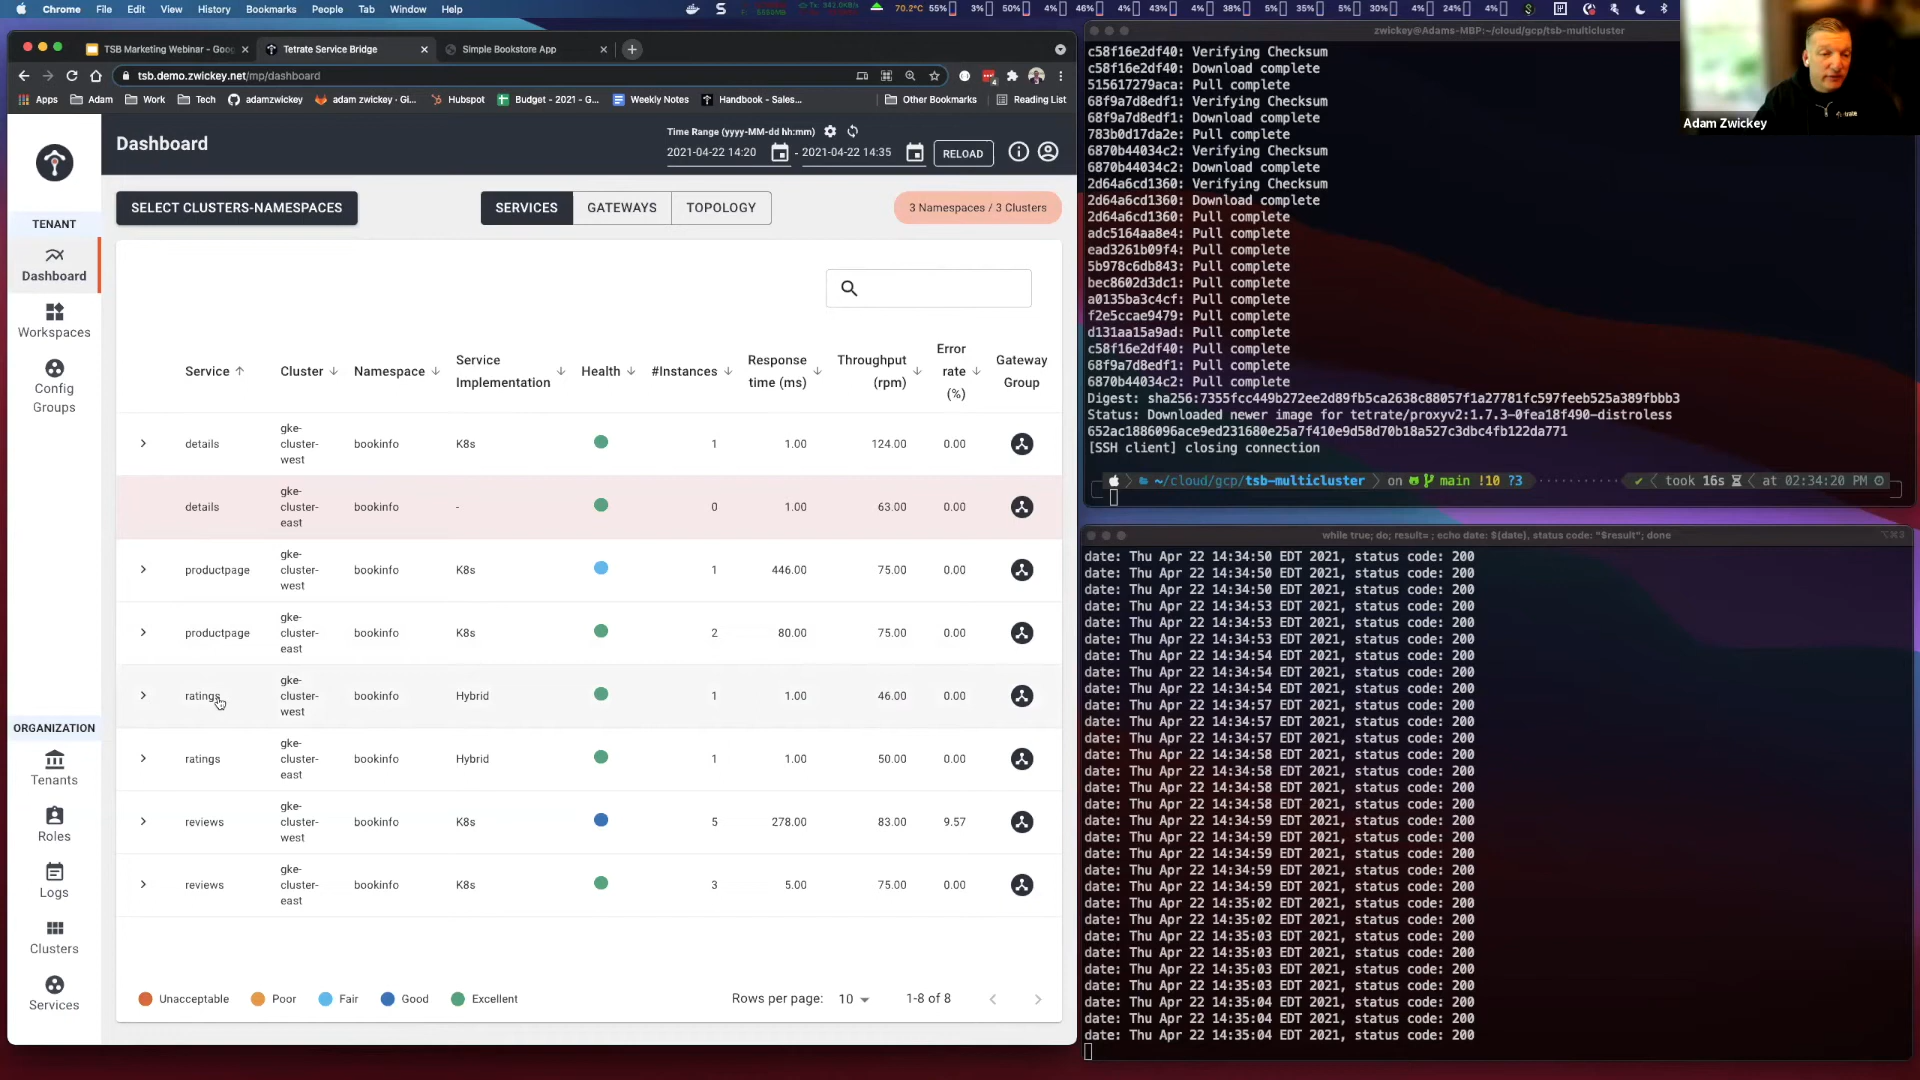 Chrome File Edit View History Bookmarks People Tab Window Help
70.2°C 55% 3% 50% 4% 46% 4% 43% 4% 38% 5% 35% 5% 30% 4% 24% 4%
TSB Marketing Webinar - Goo Tetrate Service Bridge Simple Bookstore App
tsb.demo.zwickey.net/mp/dashboard
Apps Adam Work Tech adamzwickey adam zwickey · Gi... Hubspot Budget - 2021 - G... Weekly Notes Handbook - Sales... Other Bookmarks Reading List
Dashboard
Time Range (yyyy-MM-dd hh:mm)
2021-04-22 14:20 - 2021-04-22 14:35 RELOAD
SELECT CLUSTERS-NAMESPACES SERVICES GATEWAYS TOPOLOGY 3 Namespaces / 3 Clusters
TENANT
Dashboard
Workspaces
Config
Groups
ORGANIZATION
Tenants
Roles
Logs
Clusters
Services
Service Cluster Namespace Service Implementation Health #Instances Response time (ms) Throughput (rpm) Error rate (%) Gateway Group
details gke-cluster-west bookinfo K8s 1 1.00 124.00 0.00
details gke-cluster-east bookinfo - 0 1.00 63.00 0.00
productpage gke-cluster-west bookinfo K8s 1 446.00 75.00 0.00
productpage gke-cluster-east bookinfo K8s 2 80.00 75.00 0.00
ratings gke-cluster-west bookinfo Hybrid 1 1.00 46.00 0.00
ratings gke-cluster-east bookinfo Hybrid 1 1.00 50.00 0.00
reviews gke-cluster-west bookinfo K8s 5 278.00 83.00 9.57
reviews gke-cluster-east bookinfo K8s 3 5.00 75.00 0.00
Unacceptable Poor Fair Good Excellent Rows per page: 10 1-8 of 8
zwickey@Adams-MBP:~/cloud/gcp/tsb-multicluster
c58f16e2df40: Verifying Checksum
c58f16e2df40: Download complete
515617279aca: Pull complete
68f9a7d8edf1: Verifying Checksum
68f9a7d8edf1: Download complete
783b0d17da2e: Pull complete
6870b44034c2: Verifying Checksum
6870b44034c2: Download complete
2d64a6cd1360: Verifying Checksum
2d64a6cd1360: Download complete
2d64a6cd1360: Pull complete
adc5164aa8e4: Pull complete
ead3261b09f4: Pull complete
5b978c6db843: Pull complete
bec8602d3dc1: Pull complete
a0135ba3c4cf: Pull complete
f2e5ccae9479: Pull complete
d131aa15a9ad: Pull complete
c58f16e2df40: Pull complete
68f9a7d8edf1: Pull complete
6870b44034c2: Pull complete
Digest: sha256:7355fcc449b272ee2d89fb5ca2638c88057f1a27781fc597feeb525a389fbbb3
Status: Downloaded newer image for tetrate/proxyv2:1.7.3-0fea18f490-distroless
652ac1886096ace9ed231680e25a7f410e9d58d70b18a527c3dbc4fb122da771
[SSH client] closing connection
~/cloud/gcp/tsb-multicluster on main !10 ?3 took 16s at 02:34:20 PM
while true; do; result= ; echo date: $(date), status code: "$result"; done
date: Thu Apr 22 14:34:50 EDT 2021, status code: 200
date: Thu Apr 22 14:34:50 EDT 2021, status code: 200
date: Thu Apr 22 14:34:50 EDT 2021, status code: 200
date: Thu Apr 22 14:34:53 EDT 2021, status code: 200
date: Thu Apr 22 14:34:53 EDT 2021, status code: 200
date: Thu Apr 22 14:34:53 EDT 2021, status code: 200
date: Thu Apr 22 14:34:54 EDT 2021, status code: 200
date: Thu Apr 22 14:34:54 EDT 2021, status code: 200
date: Thu Apr 22 14:34:54 EDT 2021, status code: 200
date: Thu Apr 22 14:34:57 EDT 2021, status code: 200
date: Thu Apr 22 14:34:57 EDT 2021, status code: 200
date: Thu Apr 22 14:34:57 EDT 2021, status code: 200
date: Thu Apr 22 14:34:58 EDT 2021, status code: 200
date: Thu Apr 22 14:34:58 EDT 2021, status code: 200
date: Thu Apr 22 14:34:58 EDT 2021, status code: 200
date: Thu Apr 22 14:34:58 EDT 2021, status code: 200
date: Thu Apr 22 14:34:59 EDT 2021, status code: 200
date: Thu Apr 22 14:34:59 EDT 2021, status code: 200
date: Thu Apr 22 14:34:59 EDT 2021, status code: 200
date: Thu Apr 22 14:34:59 EDT 2021, status code: 200
date: Thu Apr 22 14:34:59 EDT 2021, status code: 200
date: Thu Apr 22 14:35:02 EDT 2021, status code: 200
date: Thu Apr 22 14:35:02 EDT 2021, status code: 200
date: Thu Apr 22 14:35:03 EDT 2021, status code: 200
date: Thu Apr 22 14:35:03 EDT 2021, status code: 200
date: Thu Apr 22 14:35:03 EDT 2021, status code: 200
date: Thu Apr 22 14:35:03 EDT 2021, status code: 200
date: Thu Apr 22 14:35:04 EDT 2021, status code: 200
date: Thu Apr 22 14:35:04 EDT 2021, status code: 200
date: Thu Apr 22 14:35:04 EDT 2021, status code: 200
Adam Zwickey